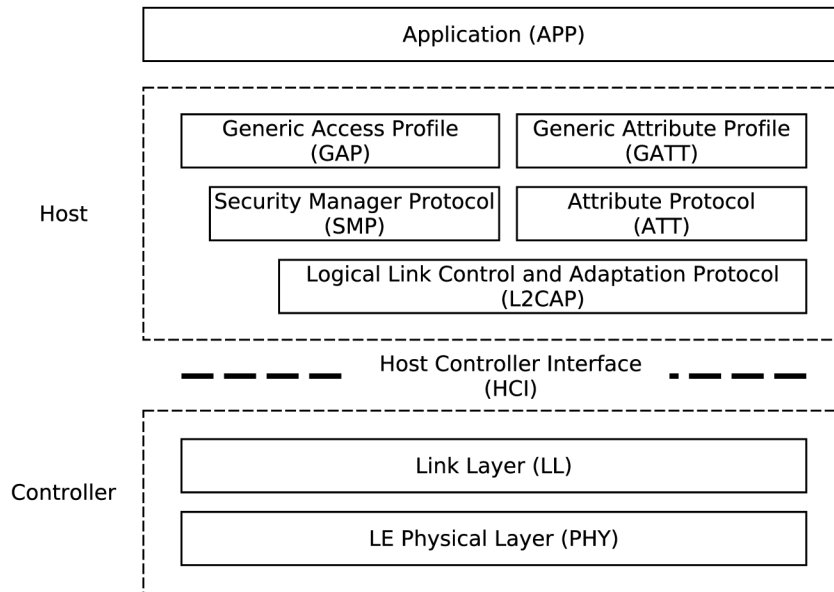 Application (APP)
Generic Access Profile
(GAP)
Generic Attribute Profile
(GATT)
Host
Security Manager Protocol
(SMP)
Attribute Protocol
(ATT)
Logical Link Control and Adaptation Protocol
(L2CAP)
Host Controller Interface
(HCI)
Controller
Link Layer (LL)
LE Physical Layer (PHY)